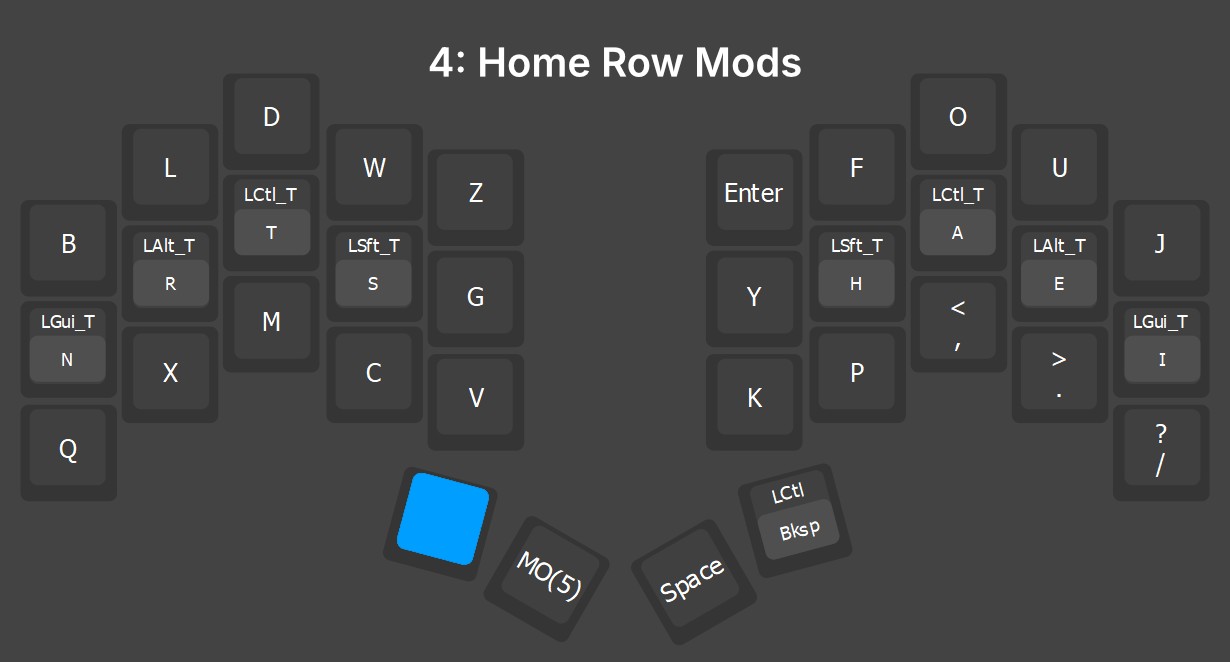 4: Home Row Mods
D
O
L
W
F
U
Z
Enter
LCtl_T
T
LCtl_T
A
B
J
LAlt_T
R
LSft_T
S
LSft_T
H
LAlt_T
E
G
Y
LGui_T
N
M
<
,
LGui_T
I
X
C
P
>
.
V
K
Q
?
/
MO(5)
Space
LCtl
Bksp